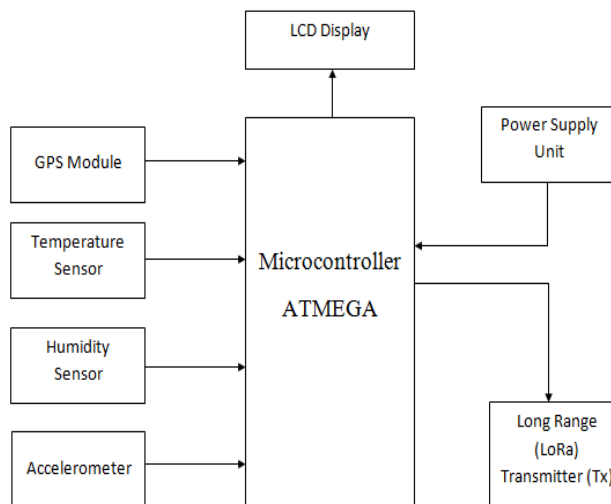 LCD Display
Power Supply
Unit
GPS Module
Temperature
Sensor
Microcontroller
ATMEGA
Humidity
Sensor
Long Range
(LoRa)
Transmitter (Tx)
Accelerometer